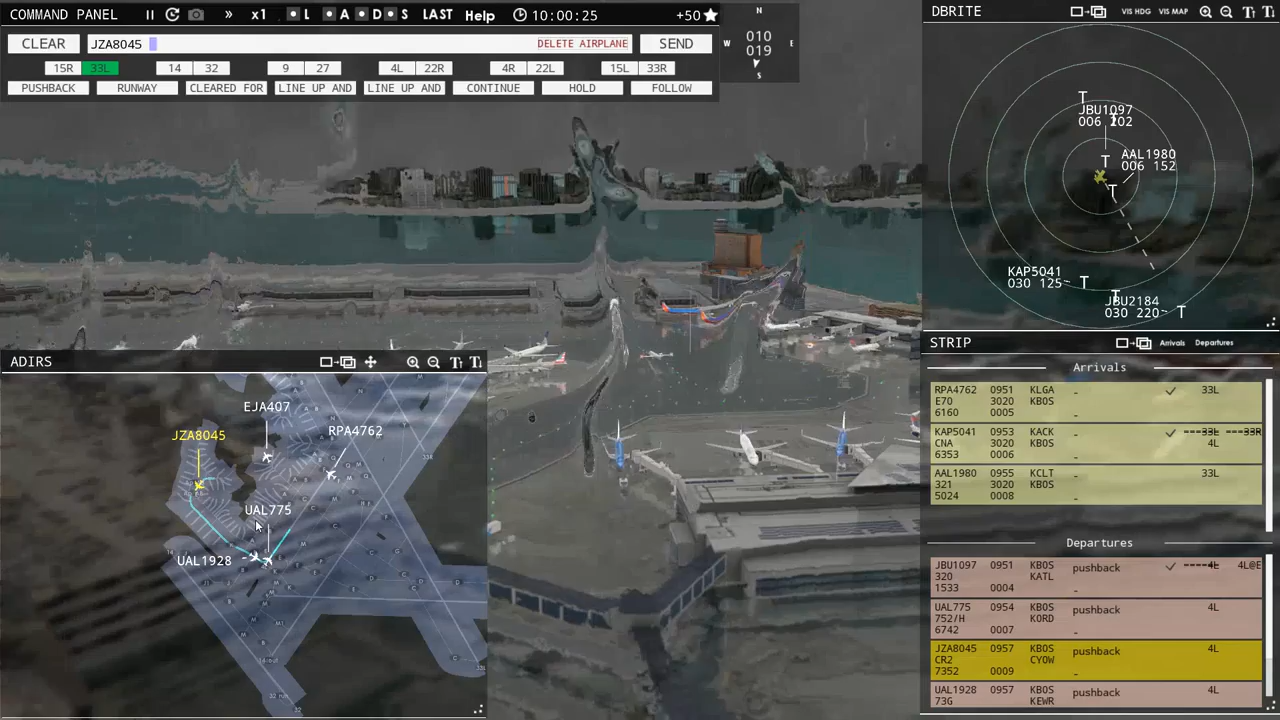 COMMAND PANEL » x1 L A D S LAST Help 10:00:25 +50
CLEAR JZA8045 DELETE AIRPLANE SEND
15R 33L 14 32 9 27 4L 22R 4R 22L 15L 33R
PUSHBACK RUNWAY CLEARED FOR LINE UP AND LINE UP AND CONTINUE HOLD FOLLOW
N
W 010 E
019
S
DBRITE VIS HDG VIS MAP
JBU1097
006 202
AAL1980
006 152
KAP5041
030 125
JBU2184
030 220
ADIRS
EJA407
JZA8045
RPA4762
UAL775
UAL1928
STRIP Arrivals Departures
Arrivals
RPA4762 0951 KLGA 33L
E70 3020 KBOS
6160 0005
KAP5041 0953 KACK ----33L ---33R
CNA 3020 KBOS 4L
6353 0006
AAL1980 0955 KCLT 33L
321 3020 KBOS
5024 0008
Departures
JBU1097 0951 KBOS pushback -----4L 4L@E
320 KATL
1533 0004
UAL775 0954 KBOS pushback 4L
752/H KORD
6742 0007
JZA8045 0957 KBOS pushback 4L
CR2 CYOW
7352 0009
UAL1928 0957 KBOS pushback 4L
73G KEWR